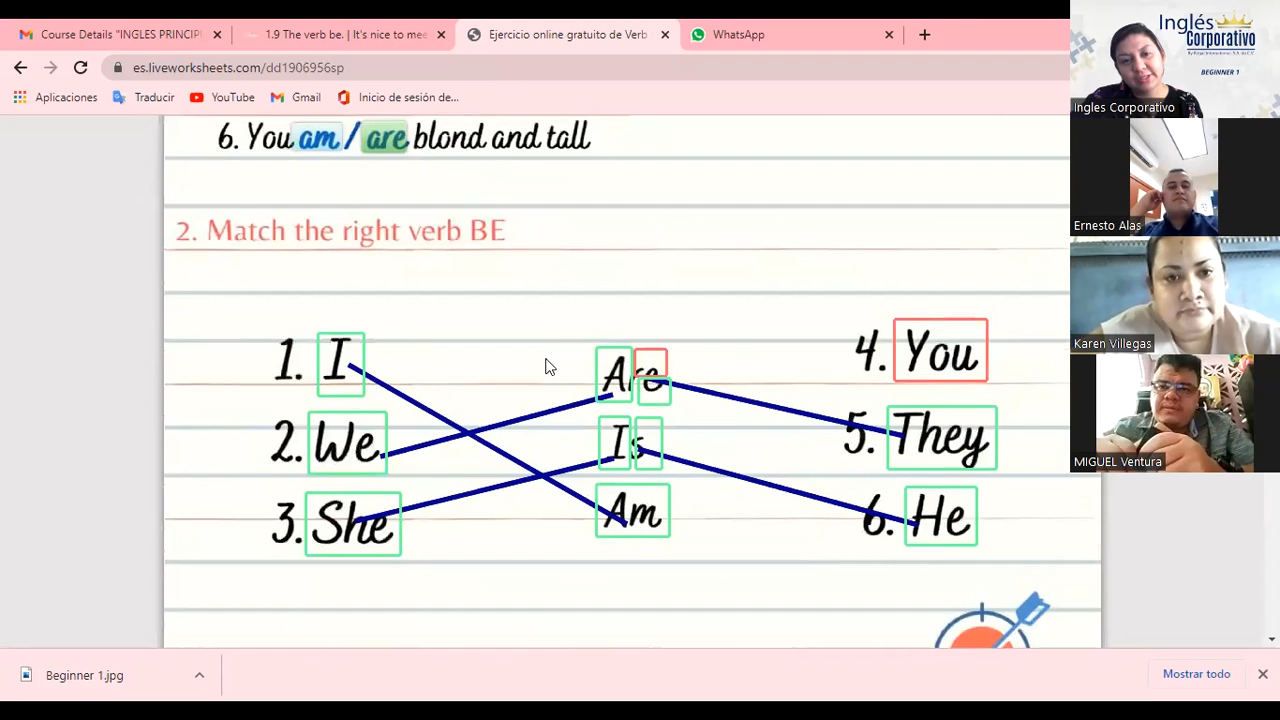 Course Details "INGLES PRINCIPI
1.9 The verb be. | It's nice to mee
Ejercicio online gratuito de Verb
WhatsApp
es.liveworksheets.com/dd1906956sp
Aplicaciones
Traducir
YouTube
Gmail
Inicio de sesión de...
6. You am / are blond and tall
2. Match the right verb BE
1. I Are 4. You
2. We Is 5. They
3. She Am 6. He
Beginner 1.jpg
Mostrar todo
Inglés
Corporativo
BEGINNER 1
Ingles Corporativo
Ernesto Alas
Karen Villegas
MIGUEL Ventura